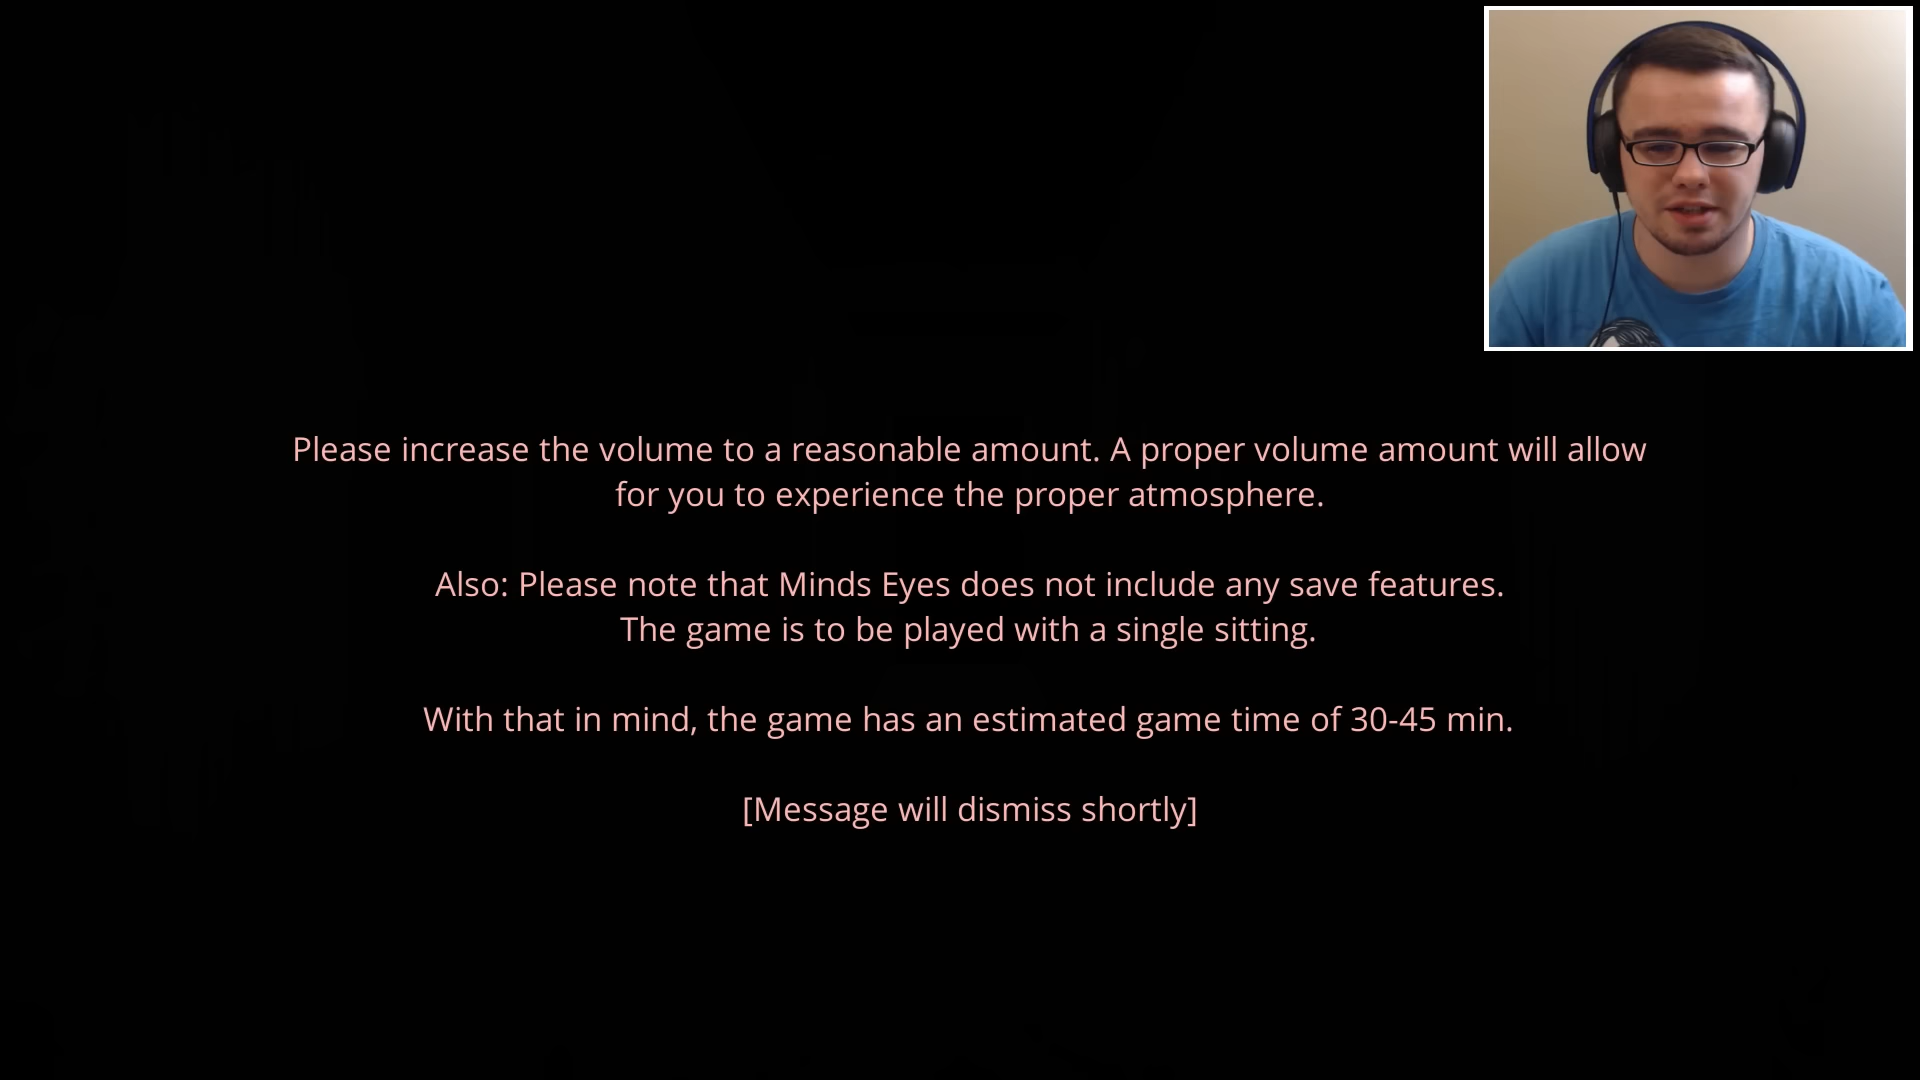 Please increase the volume to a reasonable amount. A proper volume amount will allow
for you to experience the proper atmosphere.
Also: Please note that Minds Eyes does not include any save features.
The game is to be played with a single sitting.
With that in mind, the game has an estimated game time of 30-45 min.
[Message will dismiss shortly]